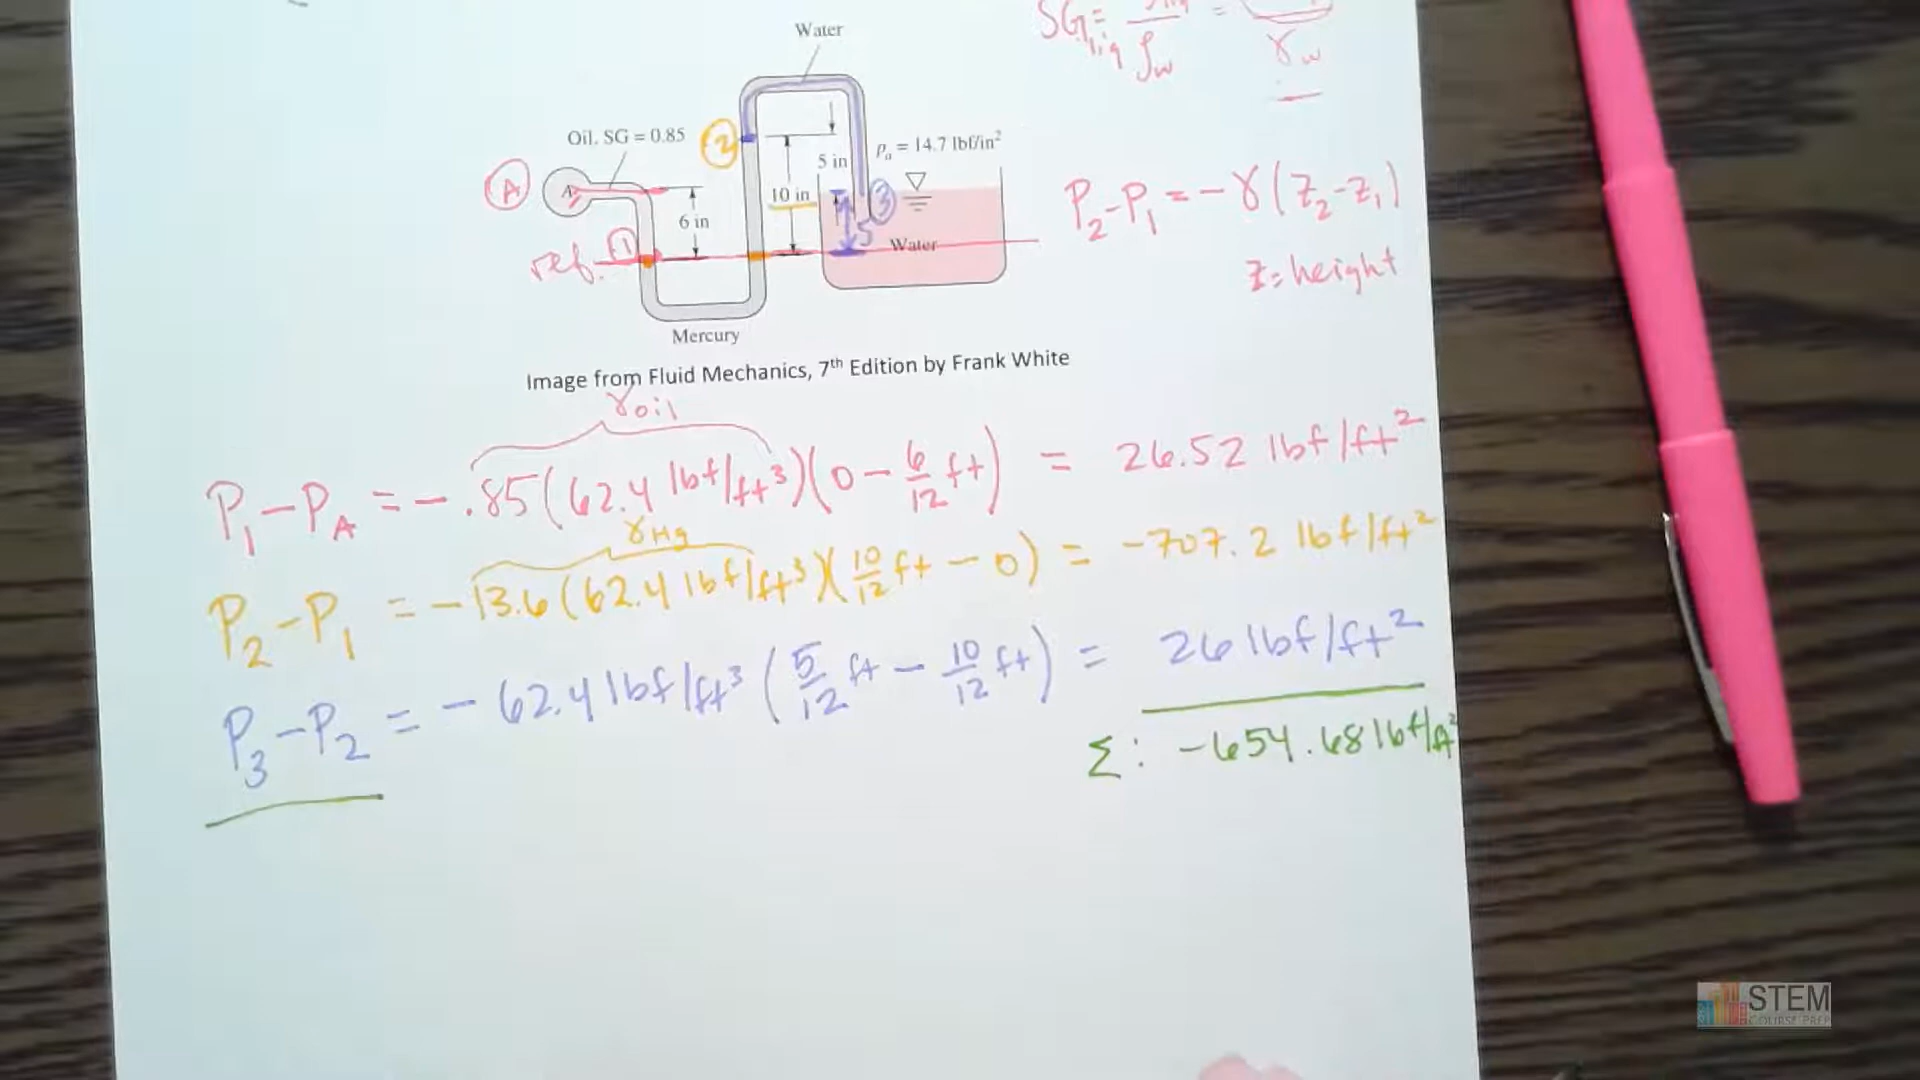 Water
SG liq = / ρw = / γw
Oil. SG = 0.85
2
pa = 14.7 lbf/in²
A
A
5 in
10 in
3
6 in
5
P2-P1 = -γ(z2-z1)
ref. 1
Water
z = height
Mercury
Image from Fluid Mechanics, 7th Edition by Frank White
γoil
P1-PA = -.85(62.4 lbf/ft³)(0 - 6/12 ft) = 26.52 lbf/ft²
γHg
P2-P1 = -13.6(62.4 lbf/ft³)(10/12 ft - 0) = -707.2 lbf/ft²
P3-P2 = -62.4 lbf/ft³ (5/12 ft - 10/12 ft) = 26 lbf/ft²
Σ: -654.68 lbf/ft²
STEM
COURSE PREP